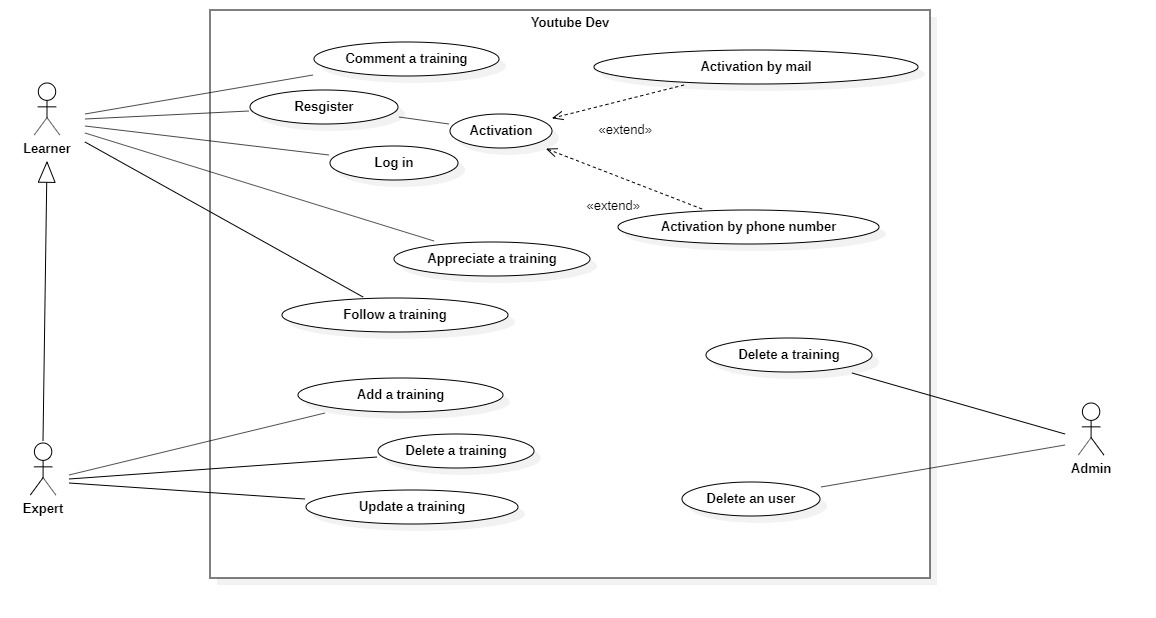 Youtube Dev
Comment a training
Activation by mail
Resgister
Activation
«extend»
Learner
Log in
«extend»
Activation by phone number
Appreciate a training
Follow a training
Delete a training
Add a training
Delete a training
Admin
Delete an user
Update a training
Expert